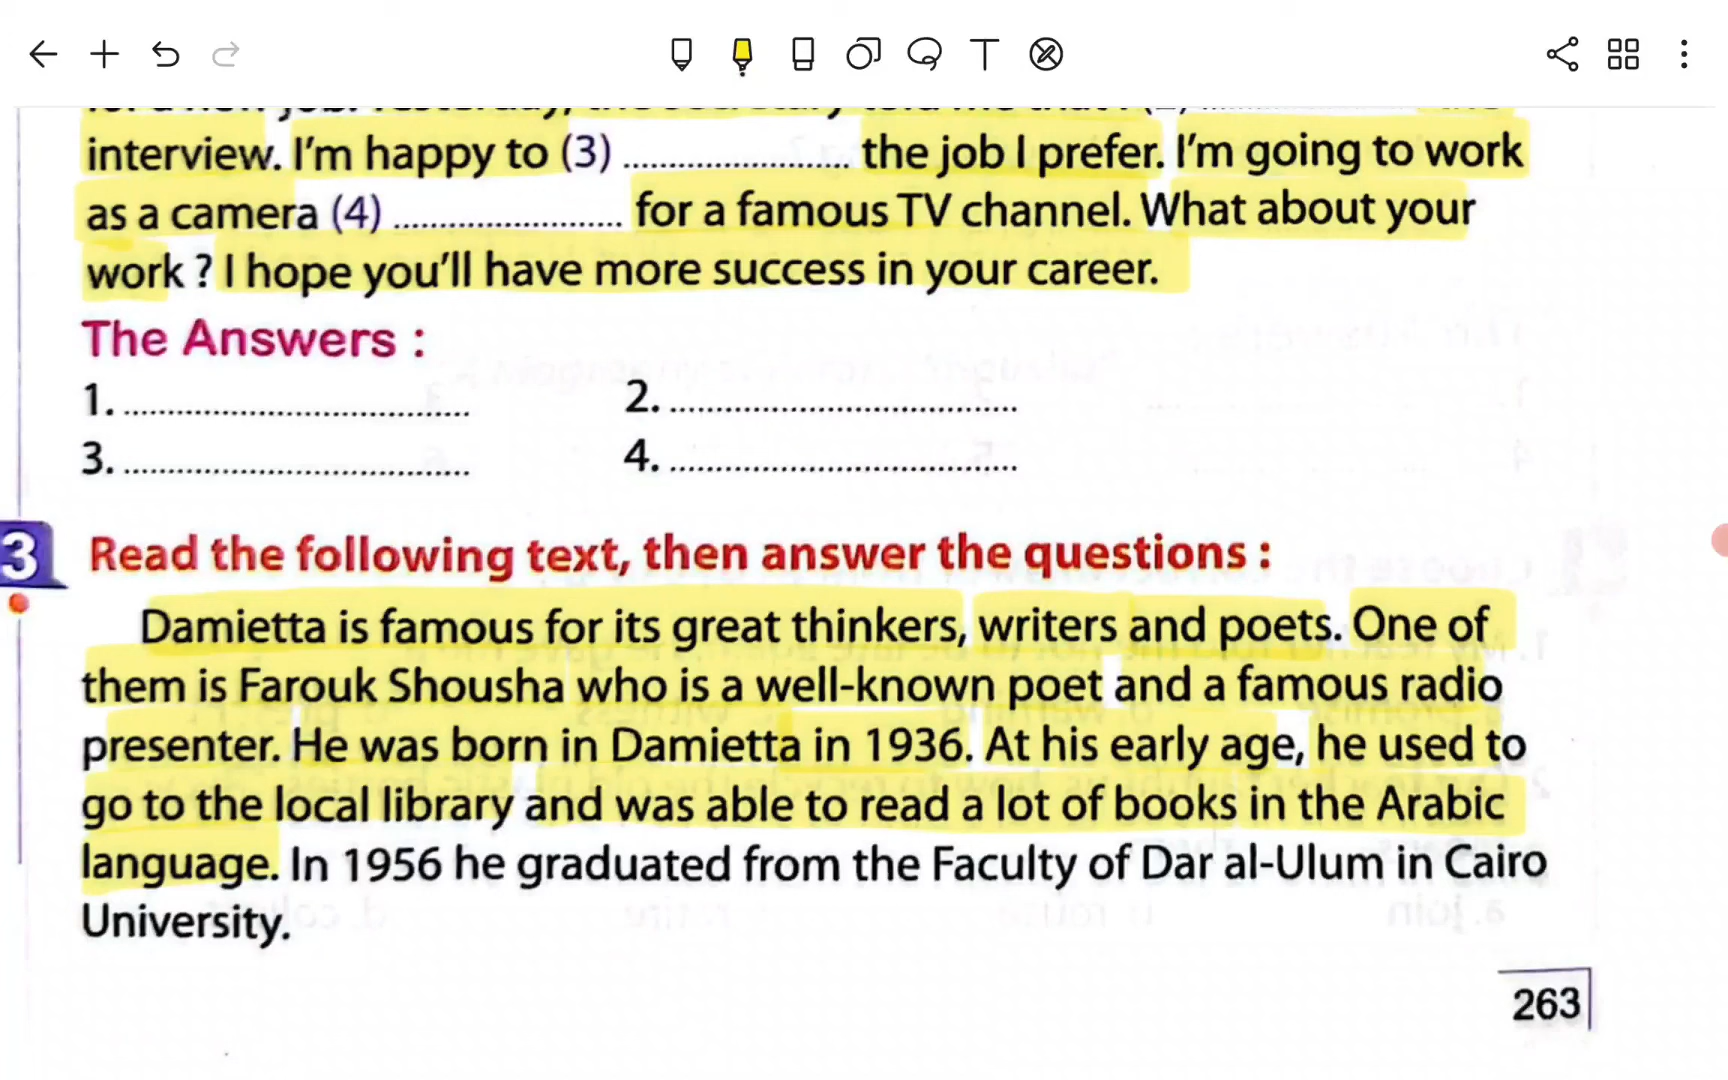 interview. I'm happy to (3) ........................ the job I prefer. I'm going to work
as a camera (4) ........................ for a famous TV channel. What about your
work ? I hope you'll have more success in your career.
The Answers :
1. ....................................
2. ....................................
3. ....................................
4. ....................................
3 Read the following text, then answer the questions :
Damietta is famous for its great thinkers, writers and poets. One of
them is Farouk Shousha who is a well-known poet and a famous radio
presenter. He was born in Damietta in 1936. At his early age, he used to
go to the local library and was able to read a lot of books in the Arabic
language. In 1956 he graduated from the Faculty of Dar al-Ulum in Cairo
University.
263